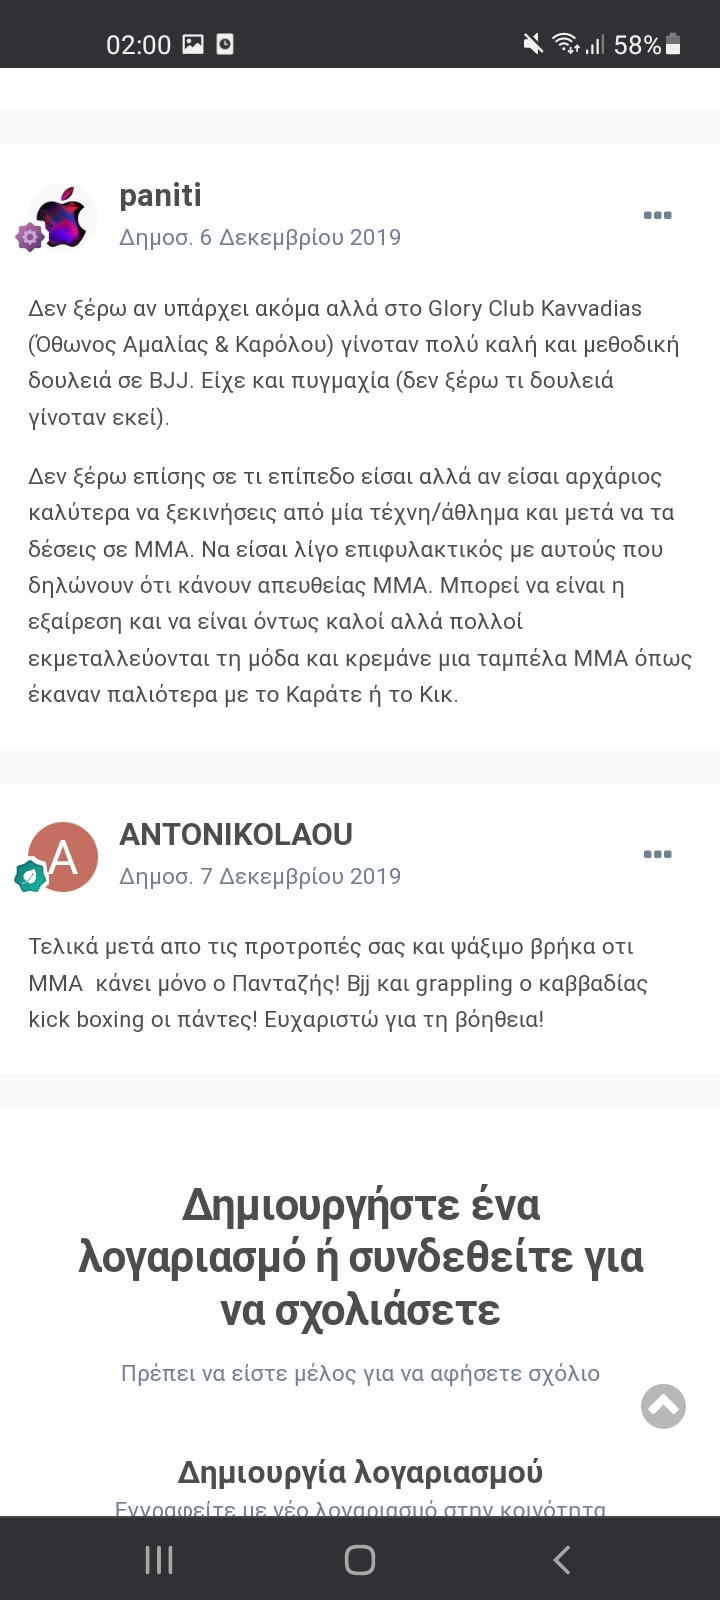 02:00
58%
paniti
Δημοσ. 6 Δεκεμβρίου 2019
Δεν ξέρω αν υπάρχει ακόμα αλλά στο Glory Club Kavvadias
(Όθωνος Αμαλίας & Καρόλου) γίνοταν πολύ καλή και μεθοδική
δουλειά σε BJJ. Είχε και πυγμαχία (δεν ξέρω τι δουλειά
γίνοταν εκεί).
Δεν ξέρω επίσης σε τι επίπεδο είσαι αλλά αν είσαι αρχάριος
καλύτερα να ξεκινήσεις από μία τέχνη/άθλημα και μετά να τα
δέσεις σε ΜΜΑ. Να είσαι λίγο επιφυλακτικός με αυτούς που
δηλώνουν ότι κάνουν απευθείας ΜΜΑ. Μπορεί να είναι η
εξαίρεση και να είναι όντως καλοί αλλά πολλοί
εκμεταλλεύονται τη μόδα και κρεμάνε μια ταμπέλα ΜΜΑ όπως
έκαναν παλιότερα με το Καράτε ή το Κικ.
A
ANTONIKOLAOU
Δημοσ. 7 Δεκεμβρίου 2019
Τελικά μετά απο τις προτροπές σας και ψάξιμο βρήκα οτι
ΜΜΑ  κάνει μόνο ο Πανταζής! Bjj και grappling ο καββαδίας
kick boxing οι πάντες! Ευχαριστώ για τη βόηθεια!
Δημιουργήστε ένα
λογαριασμό ή συνδεθείτε για
να σχολιάσετε
Πρέπει να είστε μέλος για να αφήσετε σχόλιο
Δημιουργία λογαριασμού
Εγγραφείτε με νέο λογαριασμό στην κοινότητα